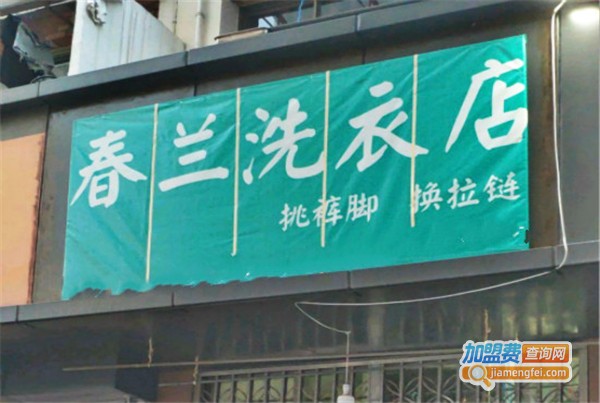 春兰洗衣店
挑裤脚 换拉链
加盟费查询网
jiamengfei.com